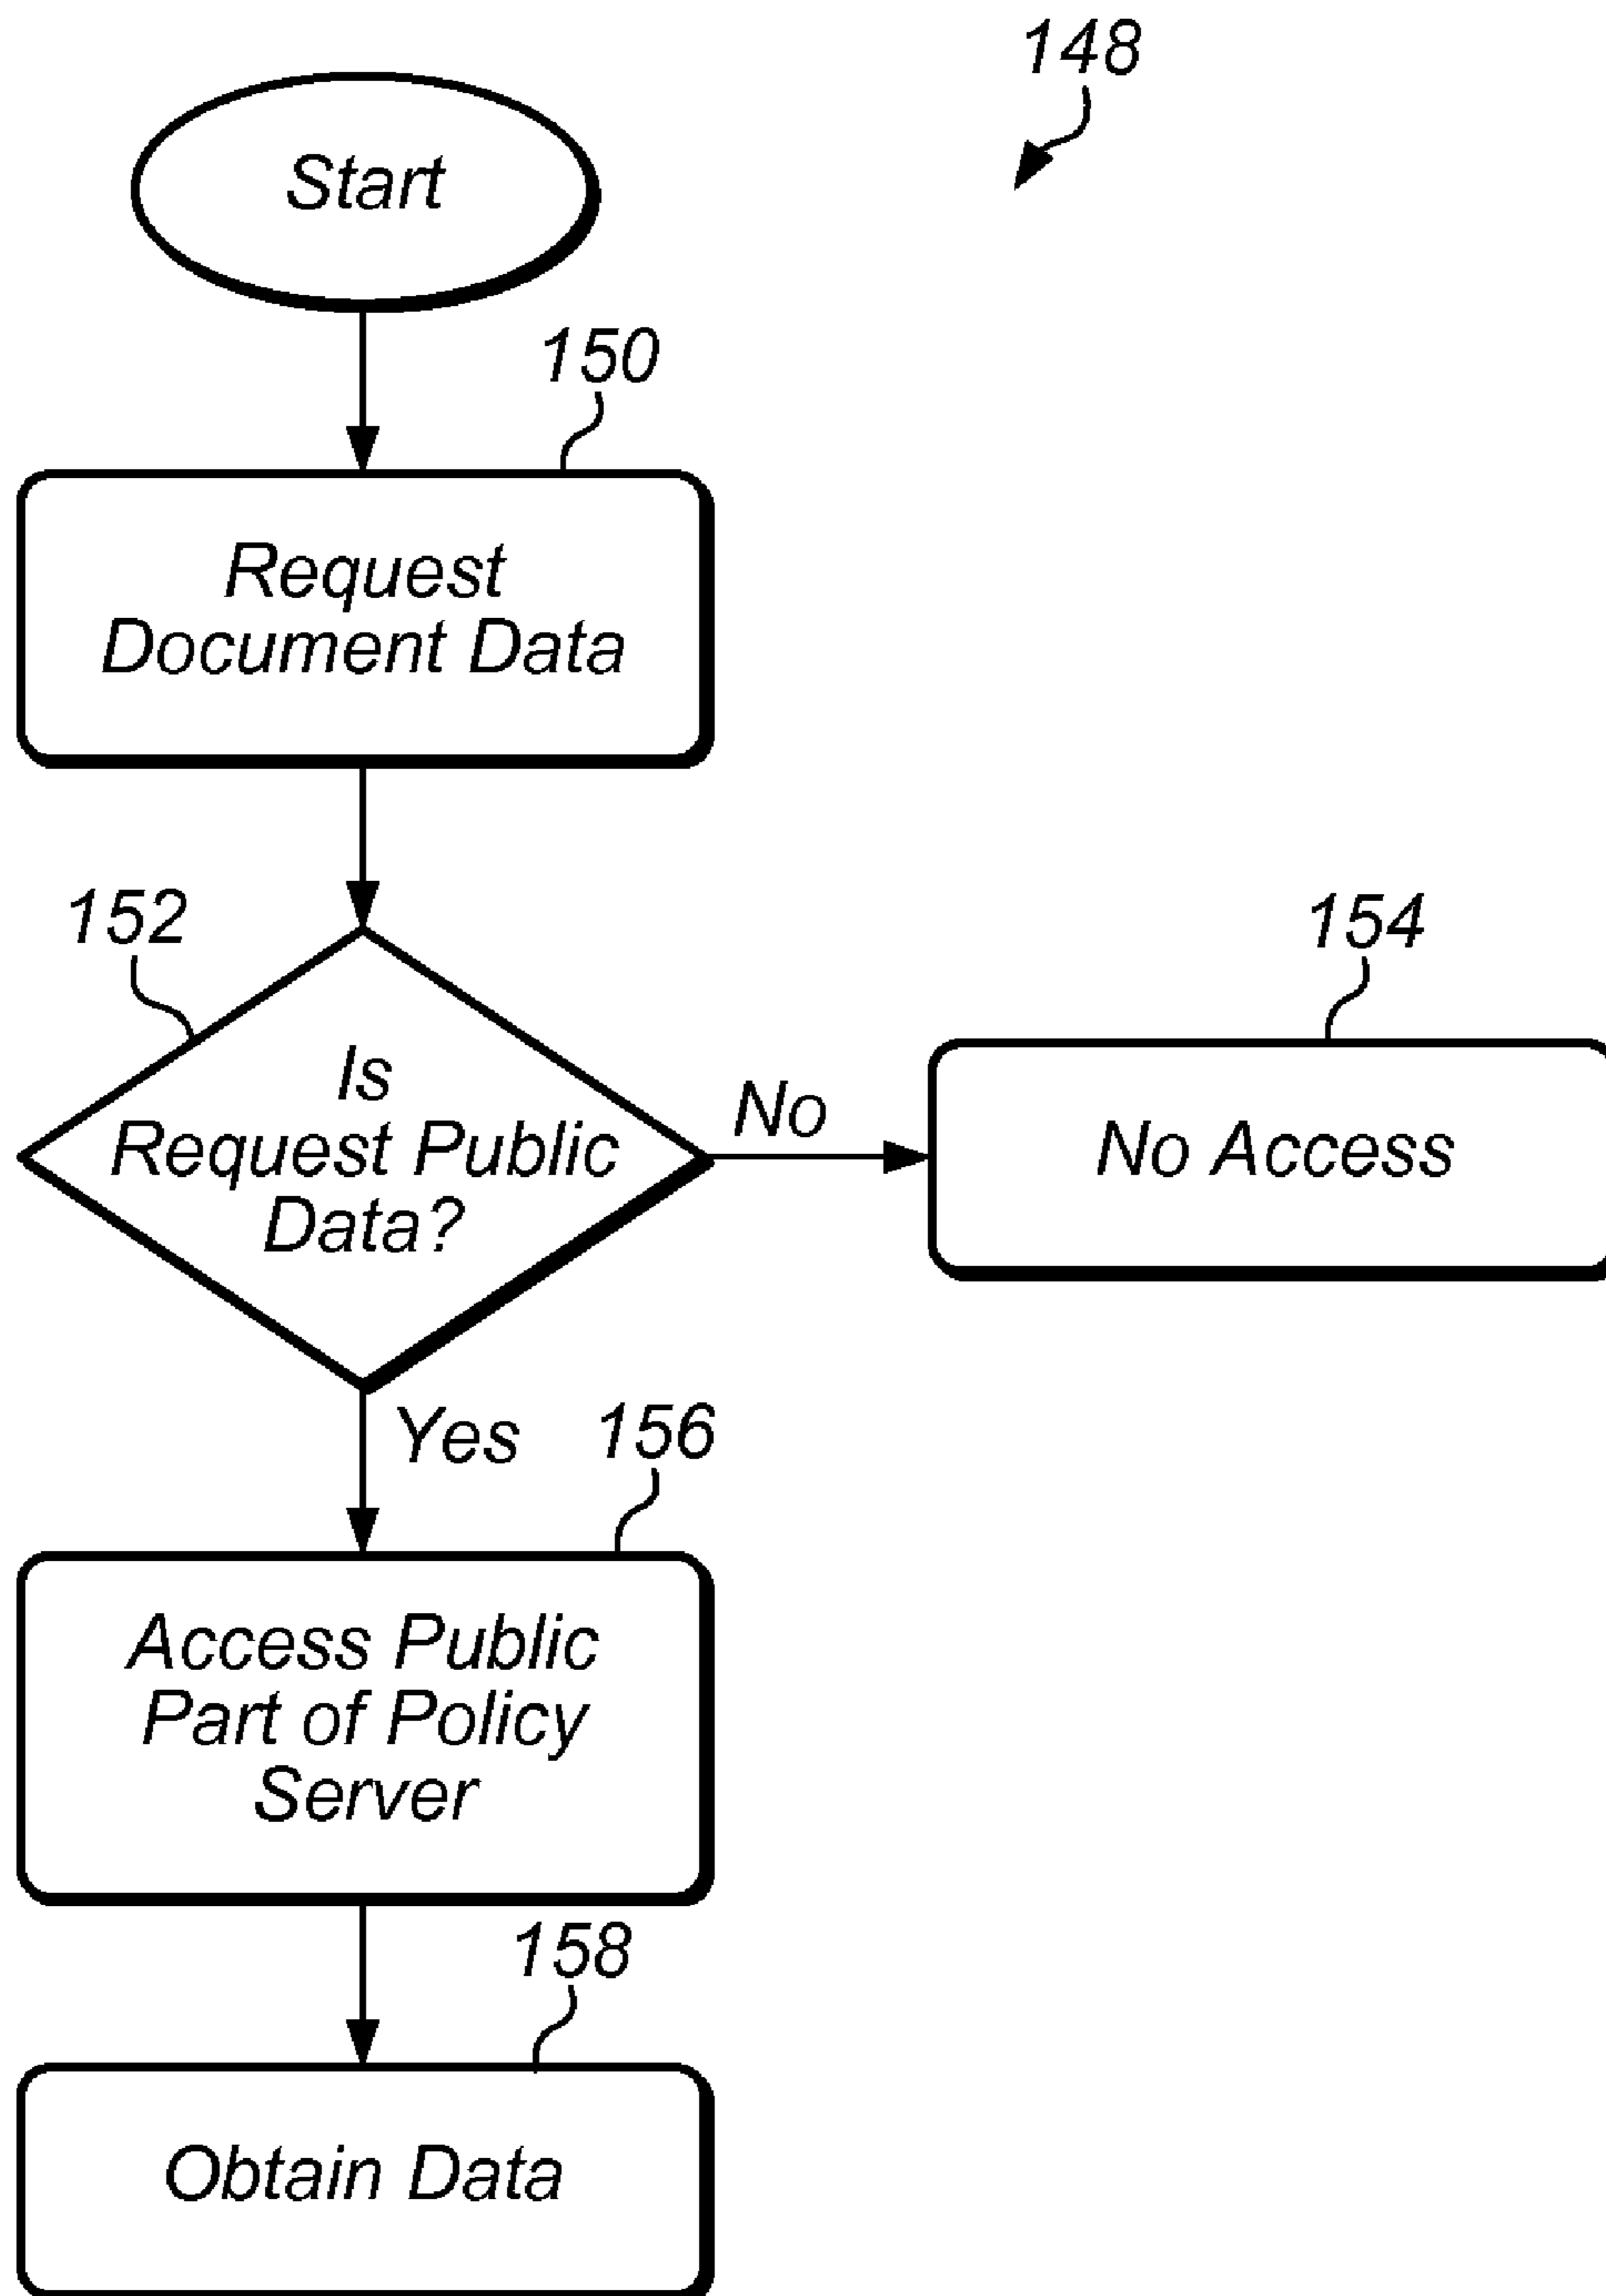 148
Start
150
Request
Document Data
152
Is
Request Public
Data?
No
154
No Access
Yes
156
Access Public
Part of Policy
Server
158
Obtain Data